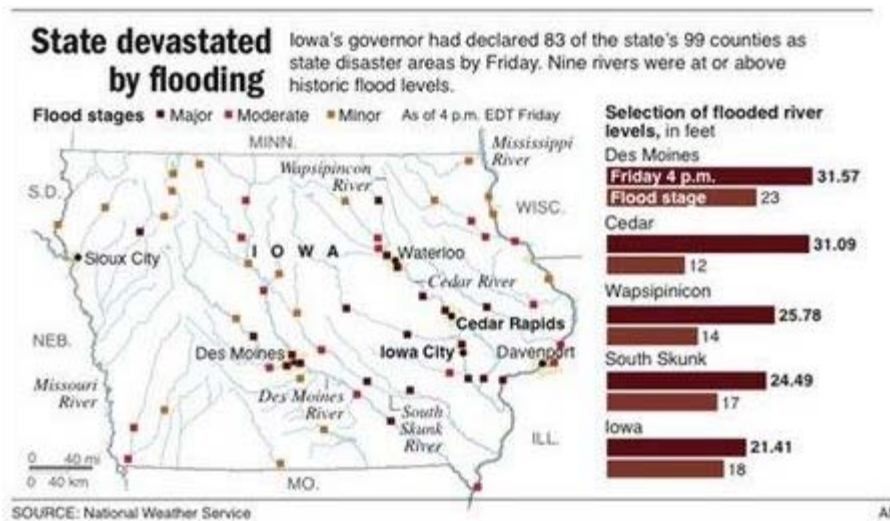 State devastated
by flooding
Iowa's governor had declared 83 of the state's 99 counties as
state disaster areas by Friday. Nine rivers were at or above
historic flood levels.
Flood stages ■ Major ■ Moderate ■ Minor As of 4 p.m. EDT Friday
MINN.
Mississippi
River
Wapsipincon
River
S.D.
WISC.
I O W A
Waterloo
Sioux City
Cedar River
Cedar Rapids
NEB.
Des Moines
Iowa City
Davenport
Missouri
River
Des Moines
River
South
Skunk
River
ILL.
0 40 mi
0 40 km
MO.
Selection of flooded river
levels, in feet
Des Moines
Friday 4 p.m. 31.57
Flood stage 23
Cedar
31.09
12
Wapsipinicon
25.78
14
South Skunk
24.49
17
Iowa
21.41
18
SOURCE: National Weather Service